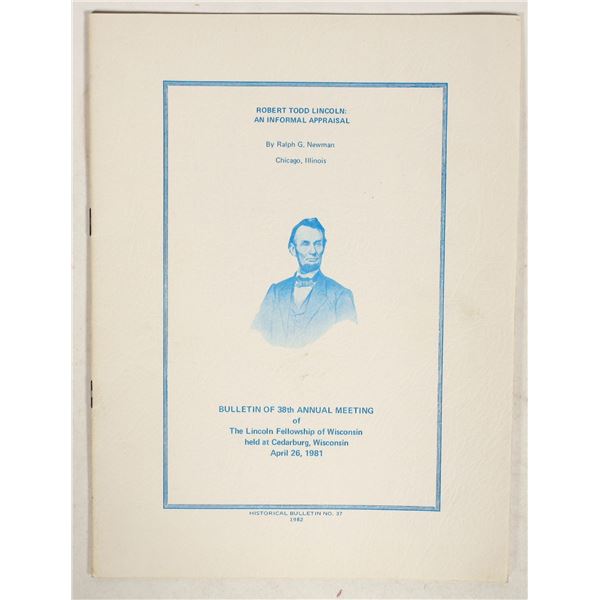 ROBERT TODD LINCOLN:
AN INFORMAL APPRAISAL
By Ralph G. Newman
Chicago, Illinois
BULLETIN OF 38th ANNUAL MEETING
of
The Lincoln Fellowship of Wisconsin
held at Cedarburg, Wisconsin
April 26, 1981
HISTORICAL BULLETIN NO. 37
1982